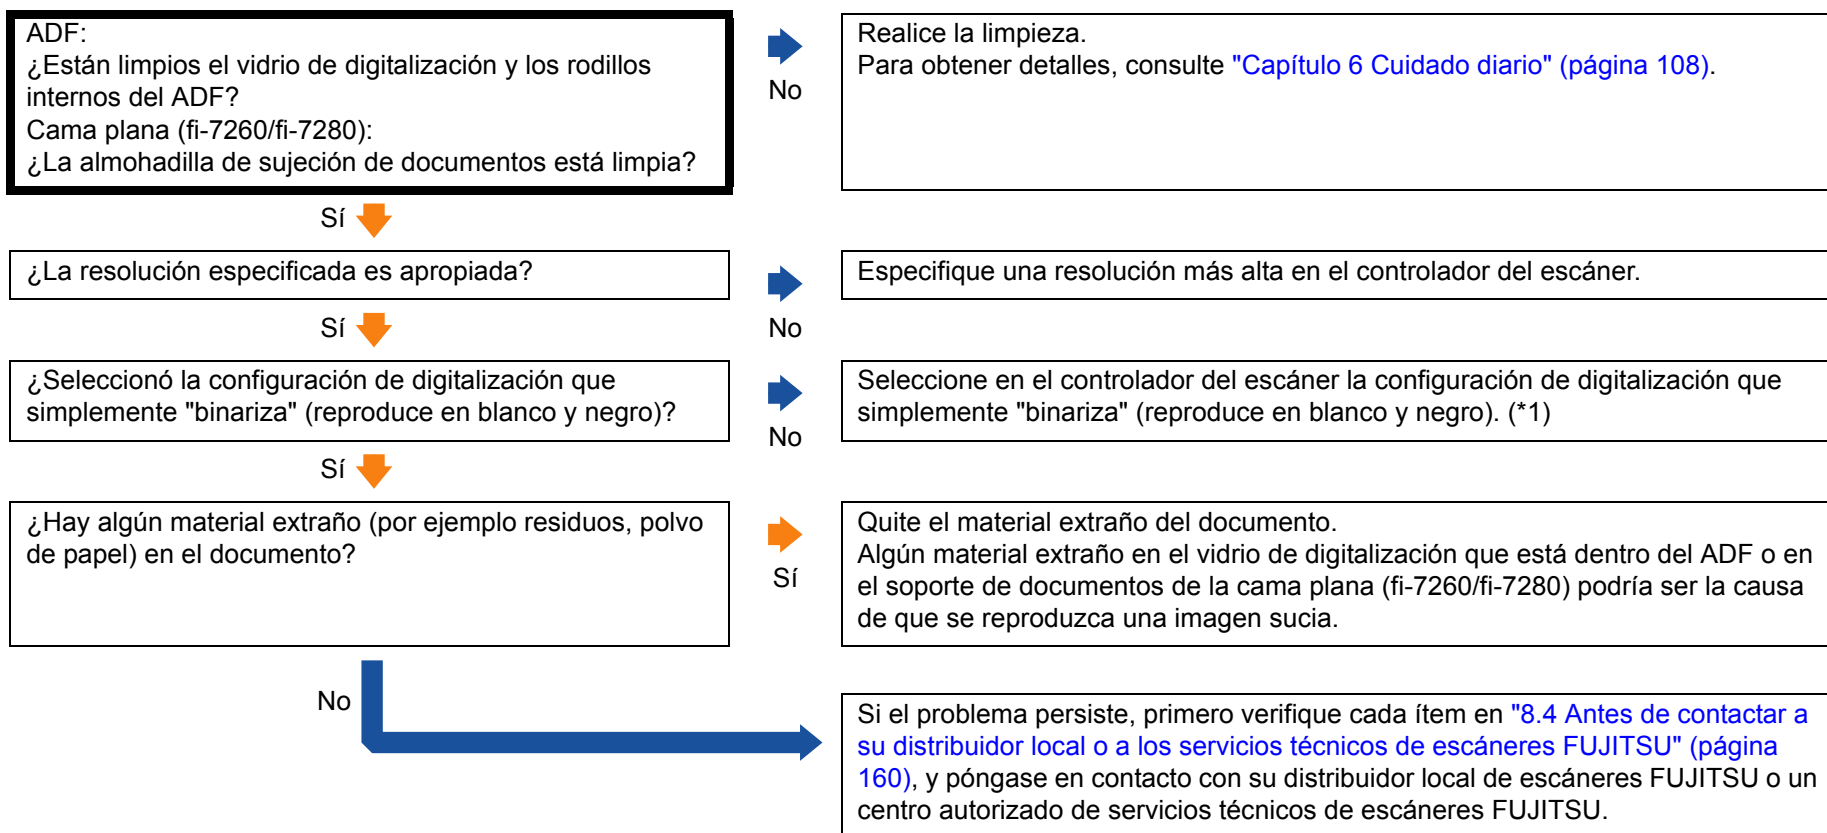 ADF:
¿Están limpios el vidrio de digitalización y los rodillos
internos del ADF?
Cama plana (fi-7260/fi-7280):
¿La almohadilla de sujeción de documentos está limpia?
No
Realice la limpieza.
Para obtener detalles, consulte "Capítulo 6 Cuidado diario" (página 108).
Sí
¿La resolución especificada es apropiada?
No
Especifique una resolución más alta en el controlador del escáner.
Sí
¿Seleccionó la configuración de digitalización que
simplemente "binariza" (reproduce en blanco y negro)?
No
Seleccione en el controlador del escáner la configuración de digitalización que
simplemente "binariza" (reproduce en blanco y negro). (*1)
Sí
¿Hay algún material extraño (por ejemplo residuos, polvo
de papel) en el documento?
Sí
Quite el material extraño del documento.
Algún material extraño en el vidrio de digitalización que está dentro del ADF o en
el soporte de documentos de la cama plana (fi-7260/fi-7280) podría ser la causa
de que se reproduzca una imagen sucia.
No
Si el problema persiste, primero verifique cada ítem en "8.4 Antes de contactar a
su distribuidor local o a los servicios técnicos de escáneres FUJITSU" (página
160), y póngase en contacto con su distribuidor local de escáneres FUJITSU o un
centro autorizado de servicios técnicos de escáneres FUJITSU.